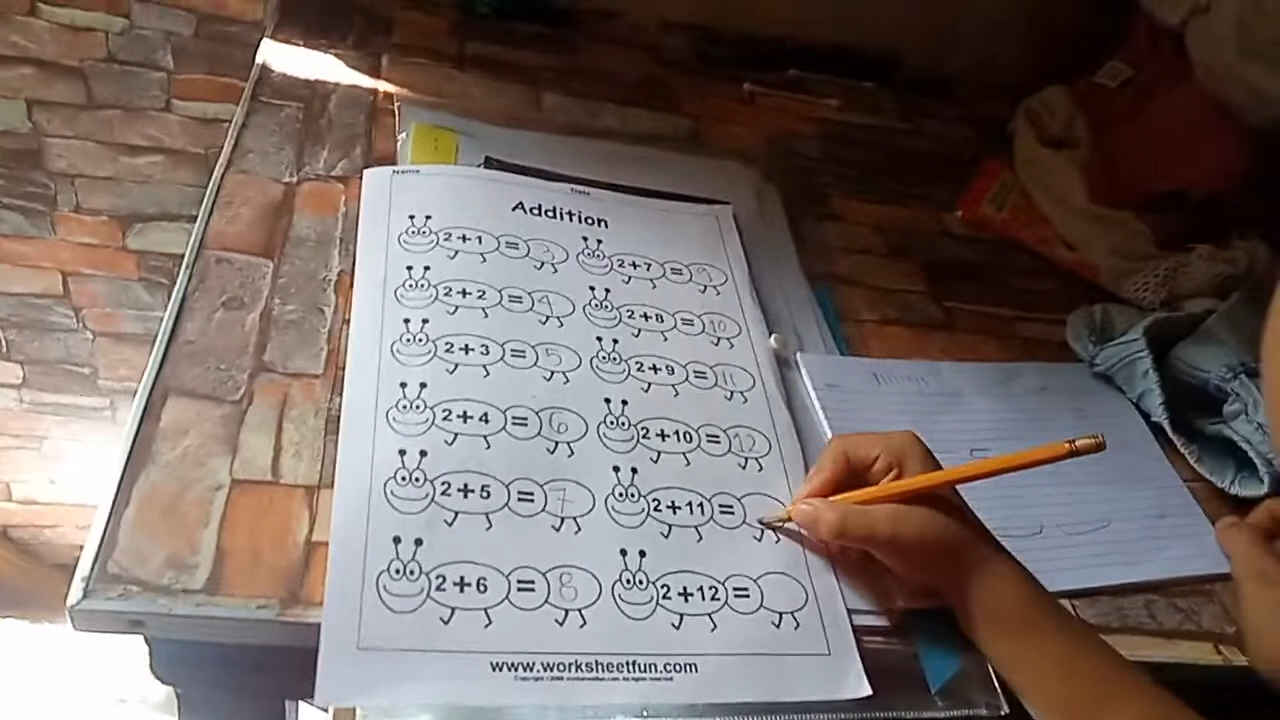 Name
Date
Addition
2+1 = 3
2+2 = 4
2+3 = 5
2+4 = 6
2+5 = 7
2+6 = 8
2+7 = 9
2+8 = 10
2+9 = 11
2+10 = 12
2+11 =
2+12 =
www.worksheetfun.com